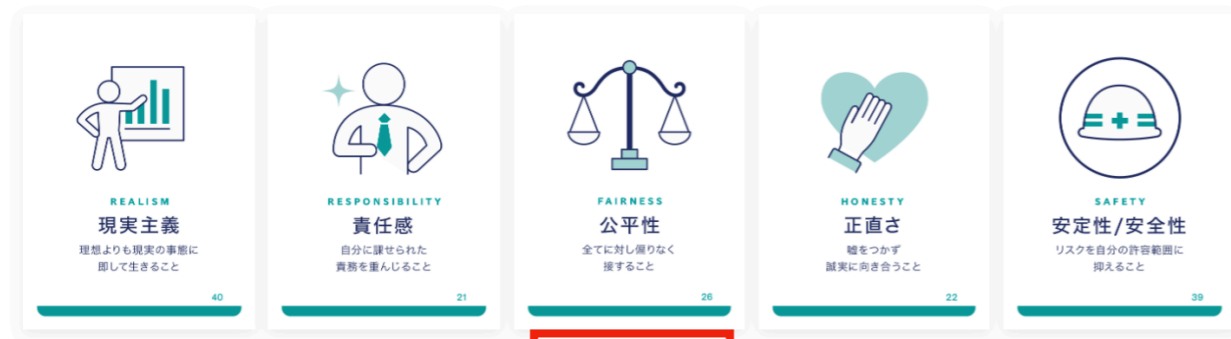 REALISM
現実主義
理想よりも現実の事態に
即して生きること
40
RESPONSIBILITY
責任感
自分に課せられた
責務を重んじること
21
FAIRNESS
公平性
全てに対し偏りなく
接すること
26
HONESTY
正直さ
嘘をつかず
誠実に向き合うこと
22
SAFETY
安定性/安全性
リスクを自分の許容範囲に
抑えること
39